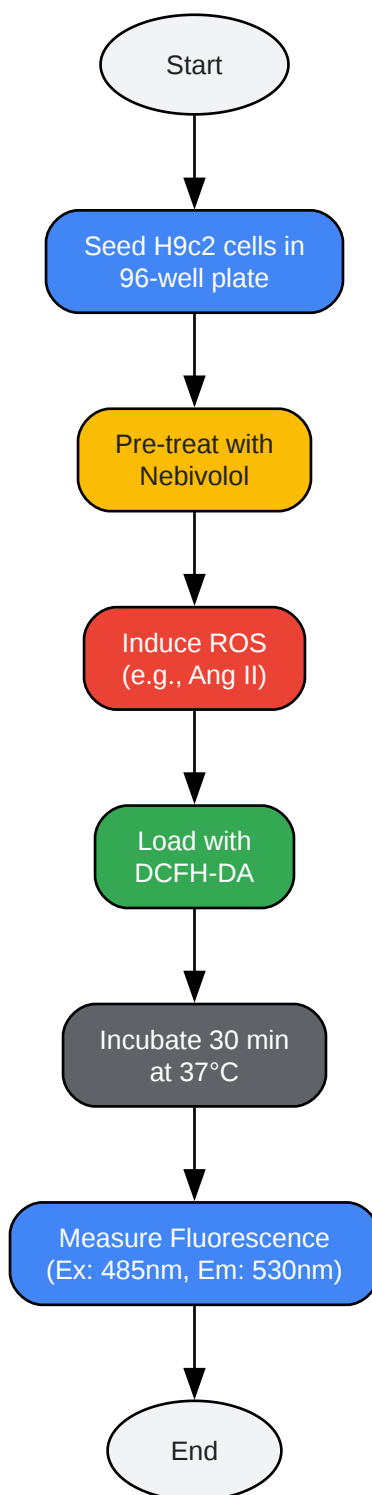 Start
Seed H9c2 cells in
96-well plate
Pre-treat with
Nebivolol
Induce ROS
(e.g., Ang II)
Load with
DCFH-DA
Incubate 30 min
at 37°C
Measure Fluorescence
(Ex: 485nm, Em: 530nm)
End